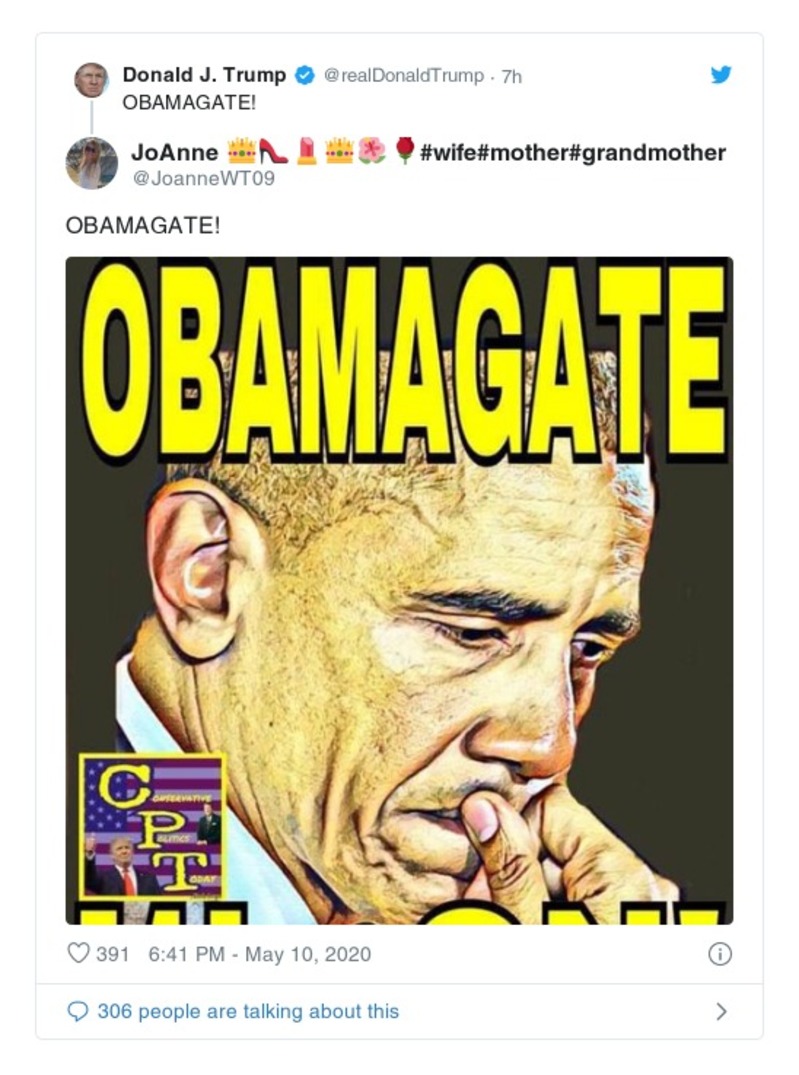 Donald J. Trump @realDonaldTrump · 7h
OBAMAGATE!
JoAnne 👑👠💄👑🌺🌹#wife#mother#grandmother
@JoanneWT09
OBAMAGATE!
OBAMAGATE
CONSERVATIVE
POLITICS
TODAY
391 6:41 PM - May 10, 2020
306 people are talking about this